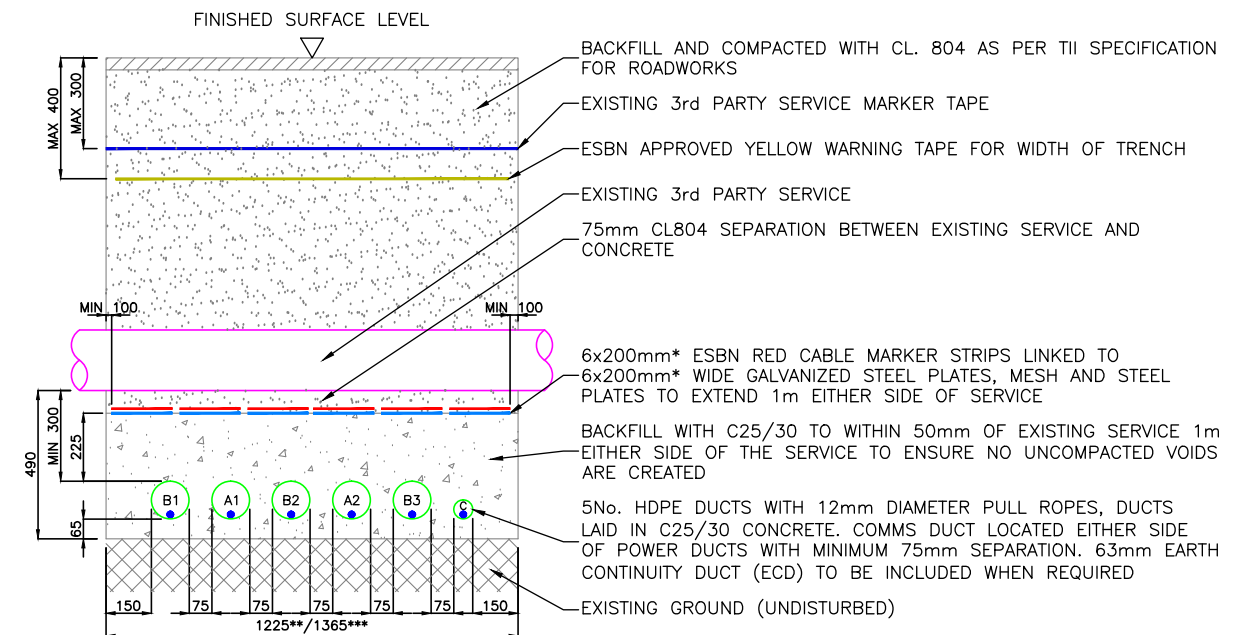 FINISHED SURFACE LEVEL
BACKFILL AND COMPACTED WITH CL. 804 AS PER TII SPECIFICATION
FOR ROADWORKS
MAX 400
MAX 300
EXISTING 3rd PARTY SERVICE MARKER TAPE
ESBN APPROVED YELLOW WARNING TAPE FOR WIDTH OF TRENCH
EXISTING 3rd PARTY SERVICE
75mm CL804 SEPARATION BETWEEN EXISTING SERVICE AND
CONCRETE
MIN 100
MIN 100
6x200mm* ESBN RED CABLE MARKER STRIPS LINKED TO
6x200mm* WIDE GALVANIZED STEEL PLATES, MESH AND STEEL
PLATES TO EXTEND 1m EITHER SIDE OF SERVICE
490
MIN 300
225
65
BACKFILL WITH C25/30 TO WITHIN 50mm OF EXISTING SERVICE 1m
EITHER SIDE OF THE SERVICE TO ENSURE NO UNCOMPACTED VOIDS
ARE CREATED
B1
A1
B2
A2
B3
C
5No. HDPE DUCTS WITH 12mm DIAMETER PULL ROPES, DUCTS
LAID IN C25/30 CONCRETE. COMMS DUCT LOCATED EITHER SIDE
OF POWER DUCTS WITH MINIMUM 75mm SEPARATION. 63mm EARTH
CONTINUITY DUCT (ECD) TO BE INCLUDED WHEN REQUIRED
EXISTING GROUND (UNDISTURBED)
150
75
75
75
75
75
150
1225**/1365***